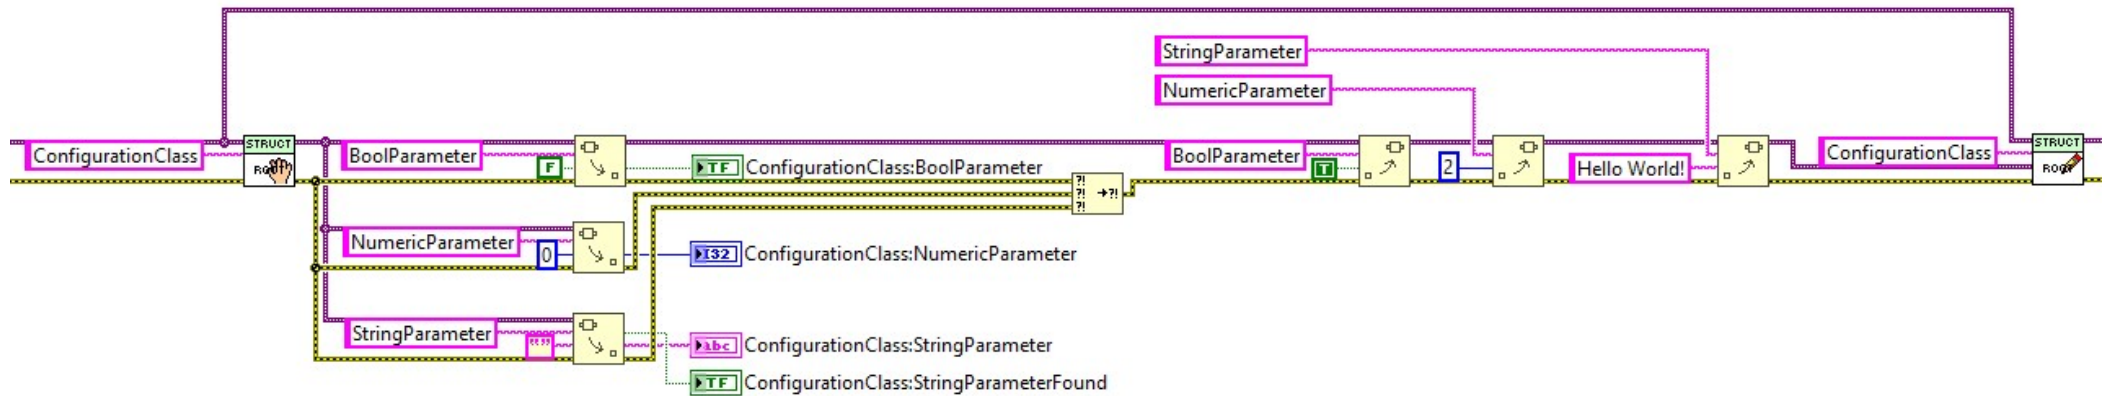 StringParameter
NumericParameter
STRUCT
ConfigurationClass
BoolParameter
F
TF
ConfigurationClass:BoolParameter
BoolParameter
T
2
Hello World!
ConfigurationClass
STRUCT
?!
?!
?!
→?!
NumericParameter
0
I32
ConfigurationClass:NumericParameter
StringParameter
""
abc
ConfigurationClass:StringParameter
TF
ConfigurationClass:StringParameterFound